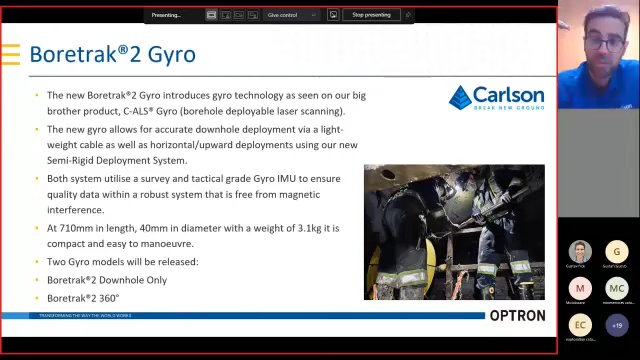 Presenting...
Give control
Stop presenting
Boretrak®2 Gyro
• The new Boretrak®2 Gyro introduces gyro technology as seen on our big
brother product, C-ALS® Gyro (borehole deployable laser scanning).
• The new gyro allows for accurate downhole deployment via a light-
weight cable as well as horizontal/upward deployments using our new
Semi-Rigid Deployment System.
• Both system utilise a survey and tactical grade Gyro IMU to ensure
quality data within a robust system that is free from magnetic
interference.
• At 710mm in length, 40mm in diameter with a weight of 3.1kg it is
compact and easy to manoeuvre.
• Two Gyro models will be released:
Boretrak®2 Downhole Only
Boretrak®2 360°
Carlson
BREAK NEW GROUND
TRANSFORMING THE WAY THE WORLD WORKS
OPTRON
G
M
MC
EC
+19